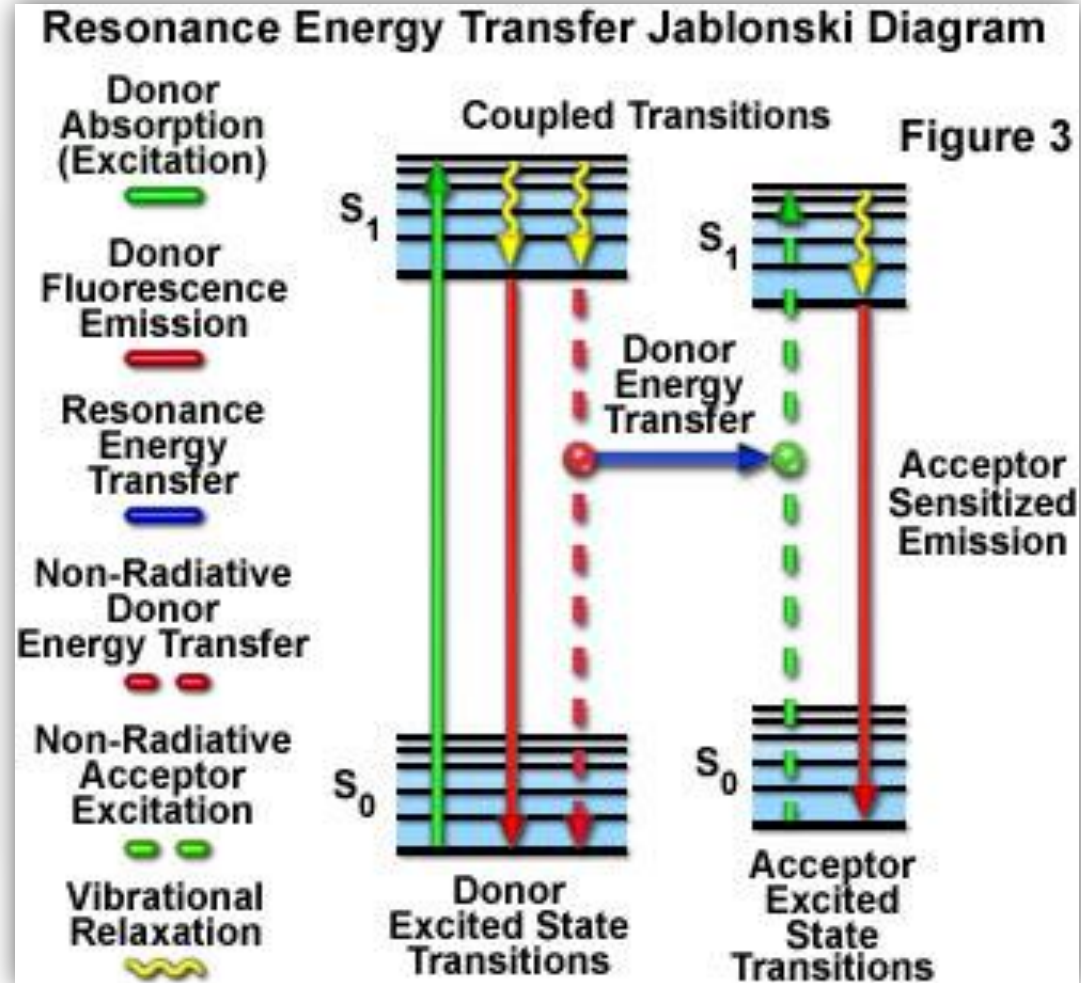 Resonance Energy Transfer Jablonski Diagram
Donor
Absorption
(Excitation)
Donor
Fluorescence
Emission
Resonance
Energy
Transfer
Non-Radiative
Donor
Energy Transfer
Non-Radiative
Acceptor
Excitation
Vibrational
Relaxation
Coupled Transitions
Figure 3
S1
S1
Donor
Energy
Transfer
Acceptor
Sensitized
Emission
S0
S0
Donor
Excited State
Transitions
Acceptor
Excited
State
Transitions